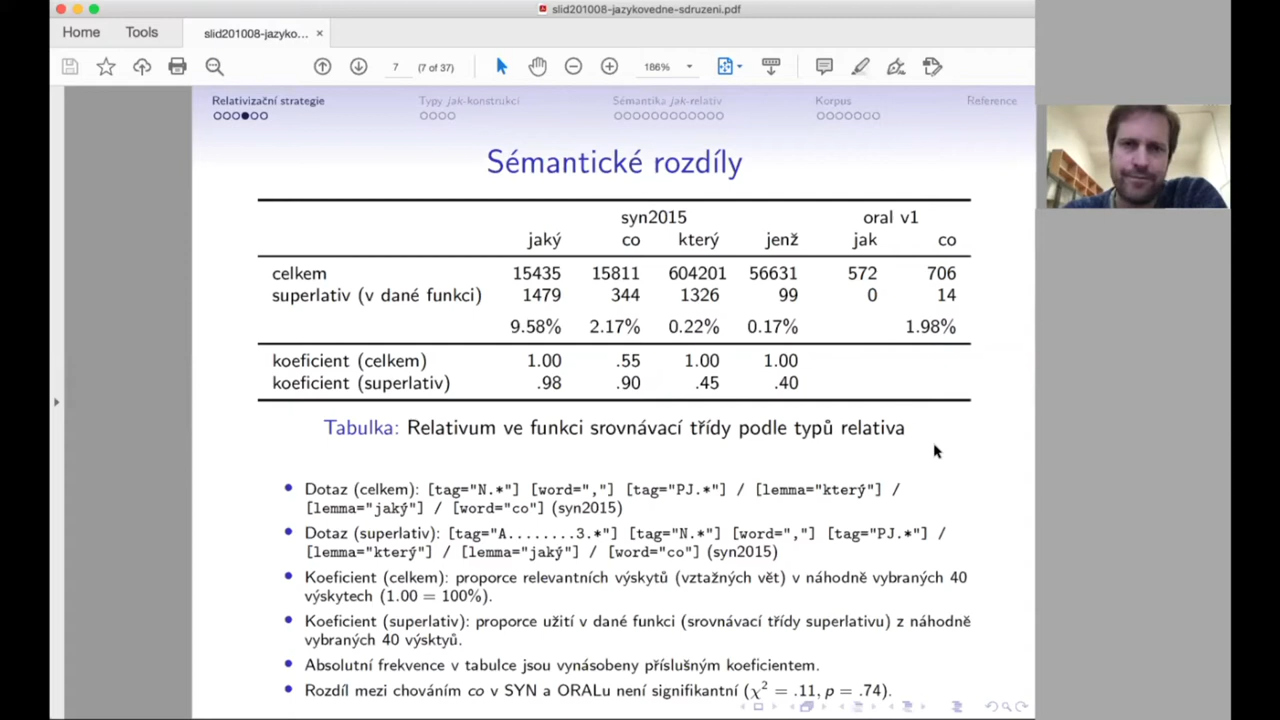 slid201008-jazykovedne-sdruzeni.pdf
Home Tools slid201008-jazyko... ×
7 (7 of 37) 186%
Relativizační strategie Typy jak-konstrukcí Sémantika jak-relativ Korpus Reference
Sémantické rozdíly
syn2015 oral v1
jaký co který jenž jak co
celkem 15435 15811 604201 56631 572 706
superlativ (v dané funkci) 1479 344 1326 99 0 14
9.58% 2.17% 0.22% 0.17% 1.98%
koeficient (celkem) 1.00 .55 1.00 1.00
koeficient (superlativ) .98 .90 .45 .40
Tabulka: Relativum ve funkci srovnávací třídy podle typů relativa
• Dotaz (celkem): [tag="N.*"] [word=","] [tag="PJ.*"] / [lemma="který"] /
[lemma="jaký"] / [word="co"] (syn2015)
• Dotaz (superlativ): [tag="A........3.*"] [tag="N.*"] [word=","] [tag="PJ.*"] /
[lemma="který"] / [lemma="jaký"] / [word="co"] (syn2015)
• Koeficient (celkem): proporce relevantních výskytů (vztažných vět) v náhodně vybraných 40
výskytech (1.00 = 100%).
• Koeficient (superlativ): proporce užití v dané funkci (srovnávací třídy superlativu) z náhodně
vybraných 40 výsktyů.
• Absolutní frekvence v tabulce jsou vynásobeny příslušným koeficientem.
• Rozdíl mezi chováním co v SYN a ORALu není signifikantní (χ² = .11, p = .74).